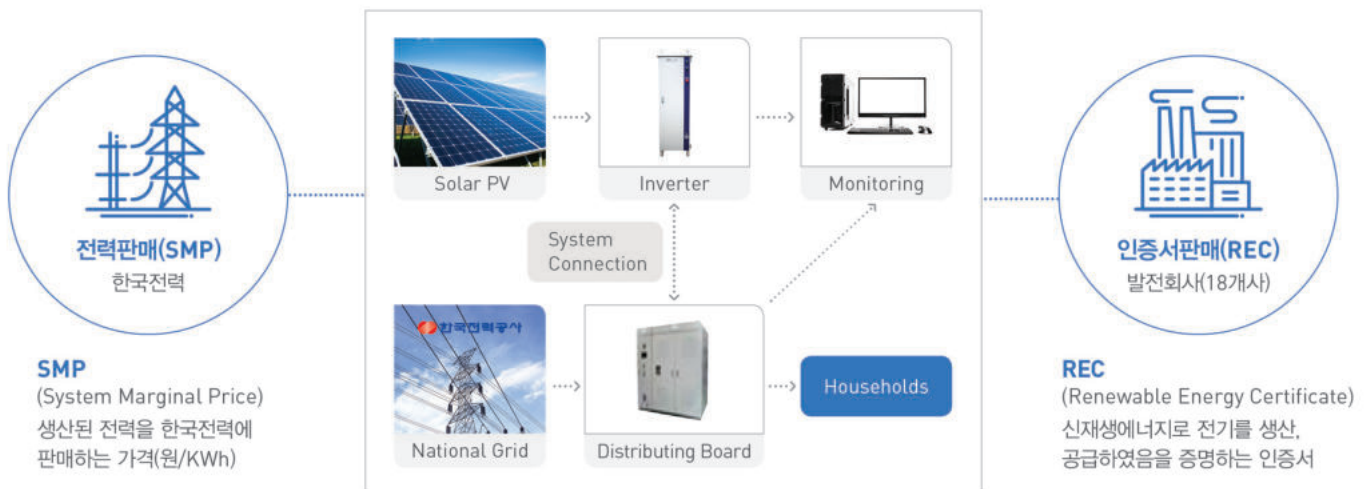 전력판매(SMP)
한국전력
SMP
(System Marginal Price)
생산된 전력을 한국전력에
판매하는 가격(원/KWh)
Solar PV
Inverter
Monitoring
System
Connection
한국전력공사
National Grid
Distributing Board
Households
인증서판매(REC)
발전회사(18개사)
REC
(Renewable Energy Certificate)
신재생에너지로 전기를 생산,
공급하였음을 증명하는 인증서